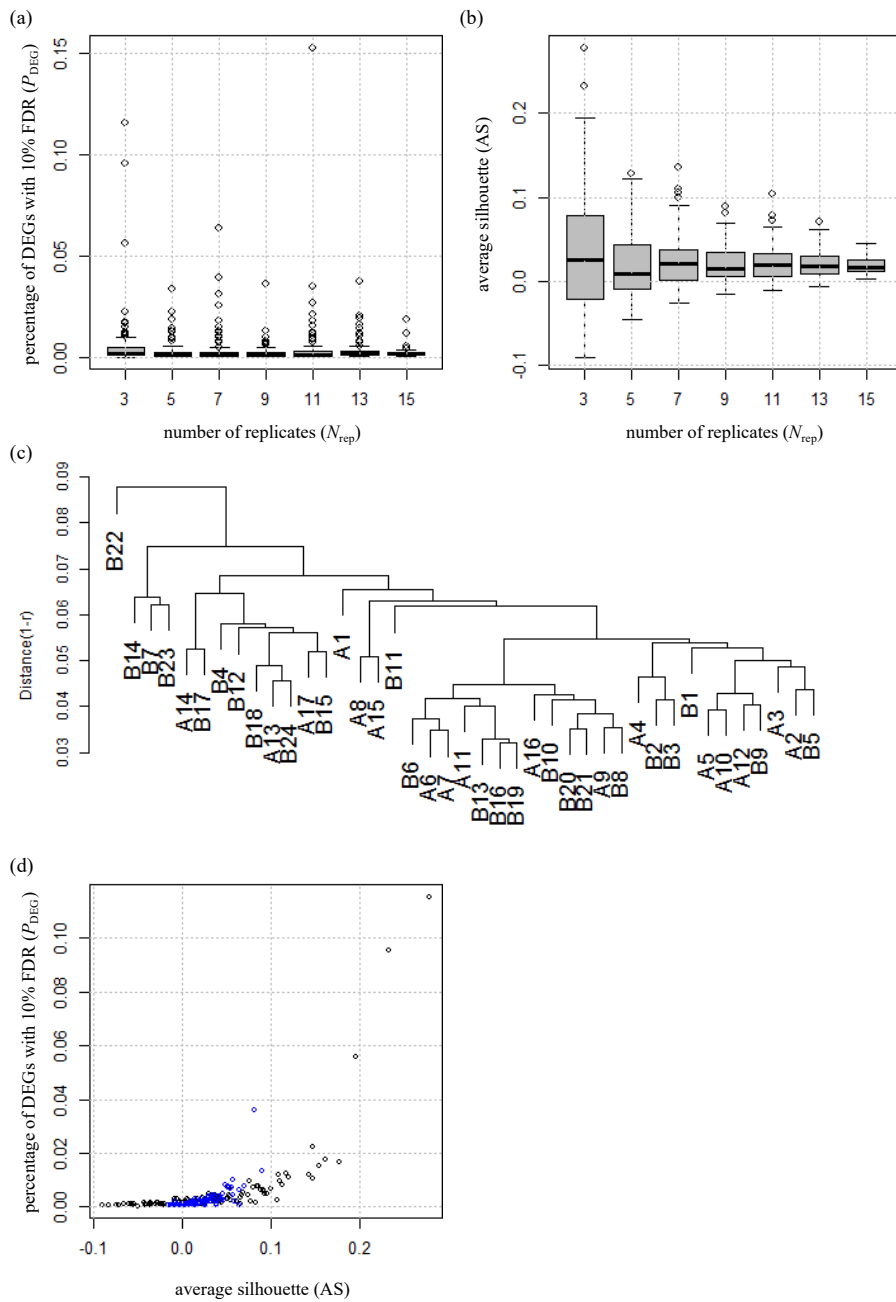 (a)
percentage of DEGs with 10% FDR (P_DEG)
0.15
0.10
0.05
0.00
3 5 7 9 11 13 15
number of replicates (N_rep)
(b)
average silhouette (AS)
0.2
0.1
0.0
-0.1
3 5 7 9 11 13 15
number of replicates (N_rep)
(c)
Distance(1-r)
0.09
0.08
0.07
0.06
0.05
0.04
0.03
B22
B14
B7
B23
A14
B17
B4
B12
B18
A13
B24
A17
B15
A1
A8
A15
B11
B6
A6
A7
A11
B13
B16
B19
A16
B10
B20
B21
A9
B8
A4
B2
B3
B1
A5
A10
A12
B9
A3
A2
B5
(d)
percentage of DEGs with 10% FDR (P_DEG)
0.10
0.08
0.06
0.04
0.02
0.00
-0.1 0.0 0.1 0.2
average silhouette (AS)